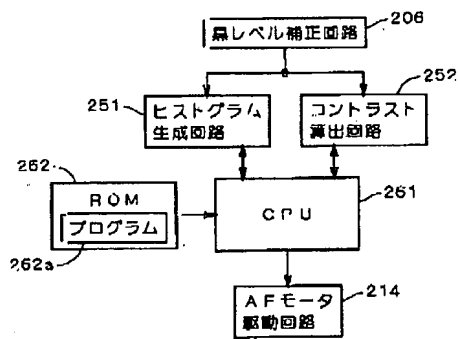 黒レベル補正回路
206
251
ヒストグラム
生成回路
252
コントラスト
算出回路
262
ROM
プログラム
262a
CPU
261
AFモータ
駆動回路
214